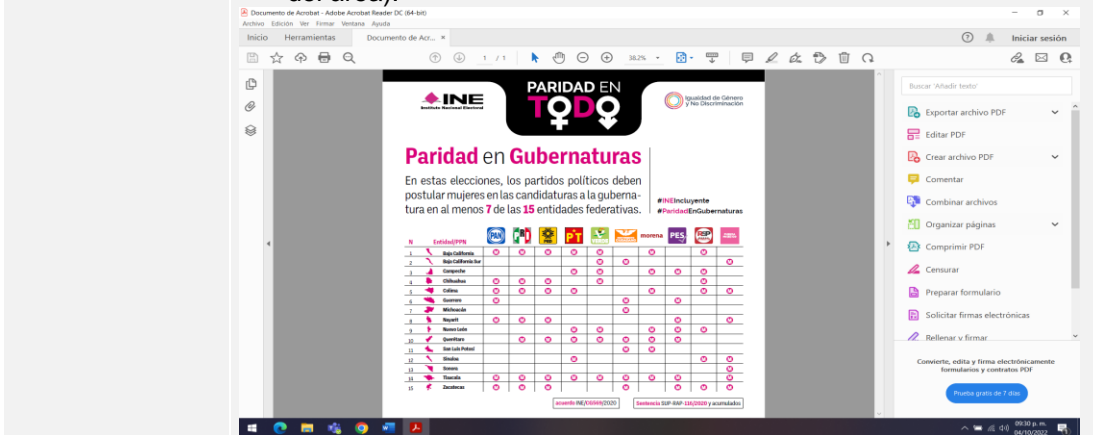 del área).
Documento de Acrobat - Adobe Acrobat Reader DC (64-bit)
Archivo Edición Ver Firmar Ventana Ayuda
Inicio Herramientas Documento de Acr... × Iniciar sesión
1 / 1 38.2%
INE
Instituto Nacional Electoral
PARIDAD EN
TODO
Igualdad de Género
y No Discriminación
Paridad en Gubernaturas
En estas elecciones, los partidos políticos deben
postular mujeres en las candidaturas a la guberna-
tura en al menos 7 de las 15 entidades federativas.
#INEIncluyente
#ParidadEnGubernaturas
N Entidad/PPN PAN PRI PRD PT morena PES RSP
1 Baja California
2 Baja California Sur
3 Campeche
4 Chihuahua
5 Colima
6 Guerrero
7 Michoacán
8 Nayarit
9 Nuevo León
10 Querétaro
11 San Luis Potosí
12 Sinaloa
13 Sonora
14 Tlaxcala
15 Zacatecas
acuerdo INE/CG569/2020 Sentencia SUP-RAP-116/2020 y acumulados
Buscar 'Añadir texto'
Exportar archivo PDF
Editar PDF
Crear archivo PDF
Comentar
Combinar archivos
Organizar páginas
Comprimir PDF
Censurar
Preparar formulario
Solicitar firmas electrónicas
Rellenar y firmar
Convierte, edita y firma electrónicamente
formularios y contratos PDF
Prueba gratis de 7 días
09:30 p. m.
04/10/2022